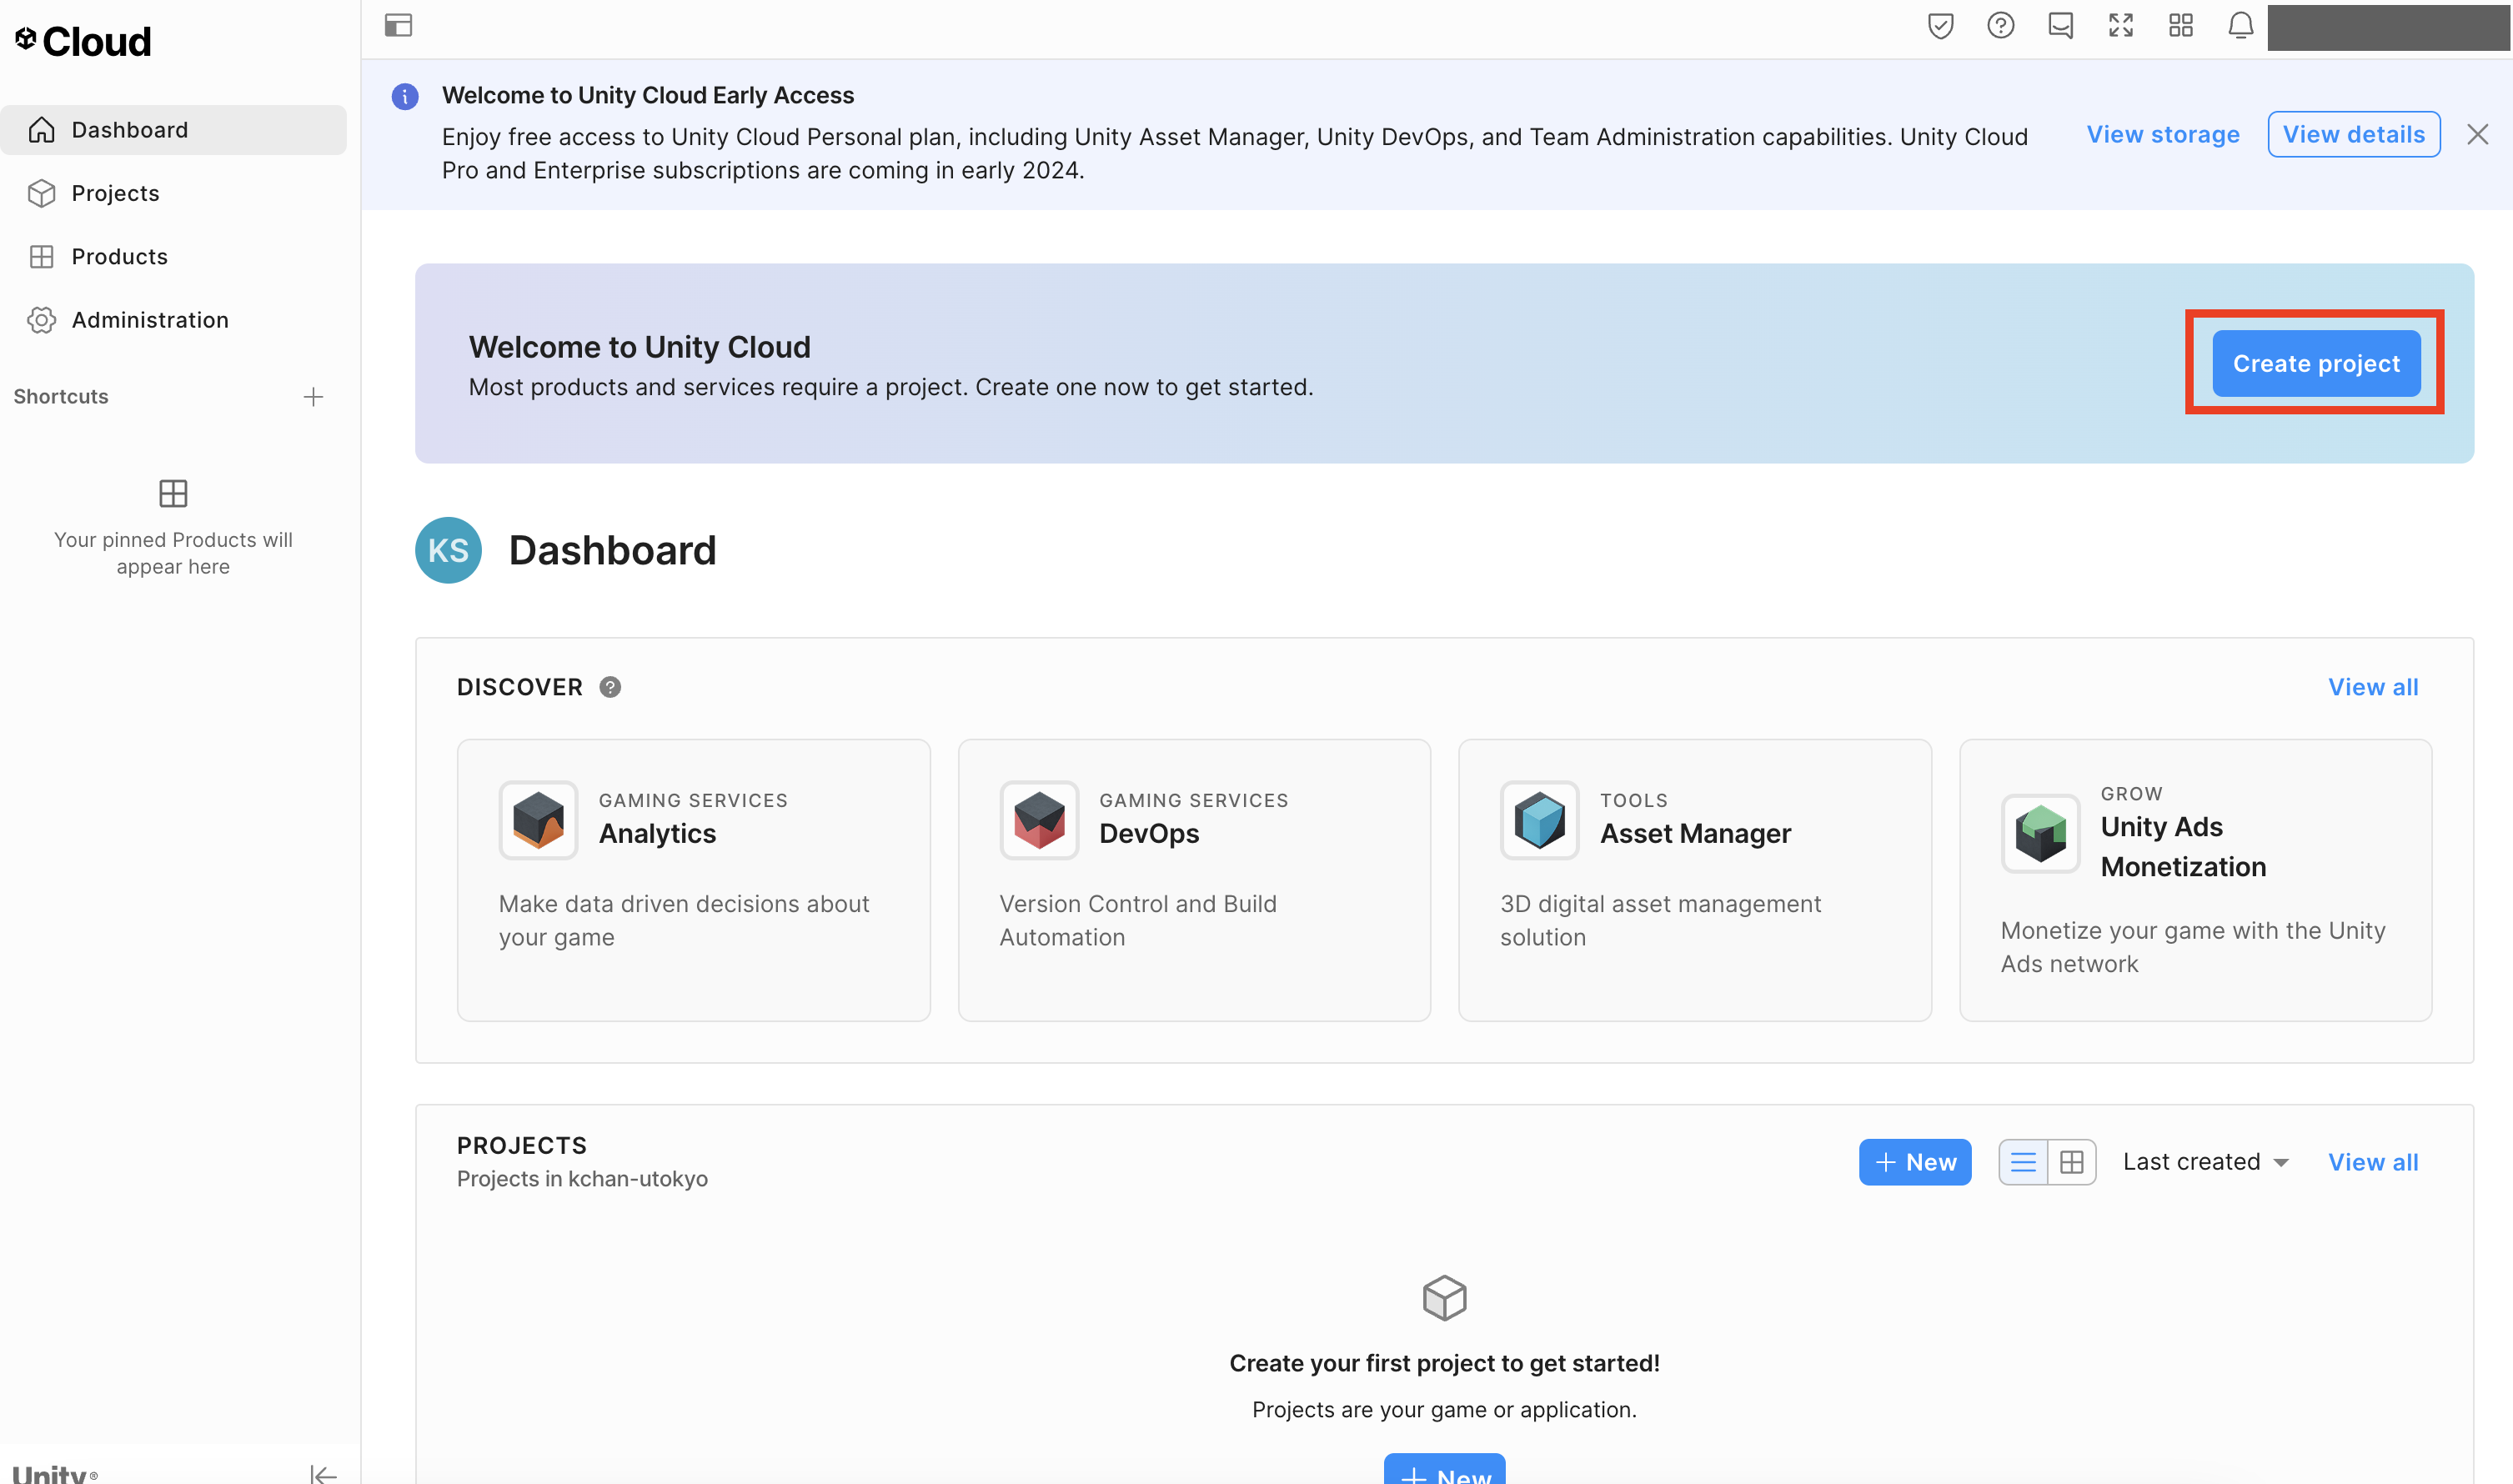 Cloud
Dashboard
Projects
Products
Administration
Shortcuts
Your pinned Products will
appear here
Unity®
Welcome to Unity Cloud Early Access
Enjoy free access to Unity Cloud Personal plan, including Unity Asset Manager, Unity DevOps, and Team Administration capabilities. Unity Cloud
Pro and Enterprise subscriptions are coming in early 2024.
View storage
View details
Welcome to Unity Cloud
Most products and services require a project. Create one now to get started.
Create project
KS
Dashboard
DISCOVER
View all
GAMING SERVICES
Analytics
Make data driven decisions about
your game
GAMING SERVICES
DevOps
Version Control and Build
Automation
TOOLS
Asset Manager
3D digital asset management
solution
GROW
Unity Ads
Monetization
Monetize your game with the Unity
Ads network
PROJECTS
Projects in kchan-utokyo
+ New
Last created
View all
Create your first project to get started!
Projects are your game or application.
+ New